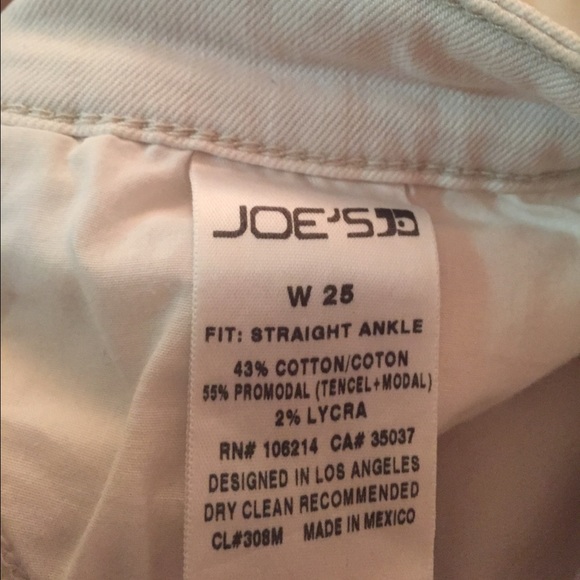 JOE'S
W 25
FIT: STRAIGHT ANKLE
43% COTTON/COTON
55% PROMODAL (TENCEL+MODAL)
2% LYCRA
RN# 106214 CA# 35037
DESIGNED IN LOS ANGELES
DRY CLEAN RECOMMENDED
CL#308M MADE IN MEXICO